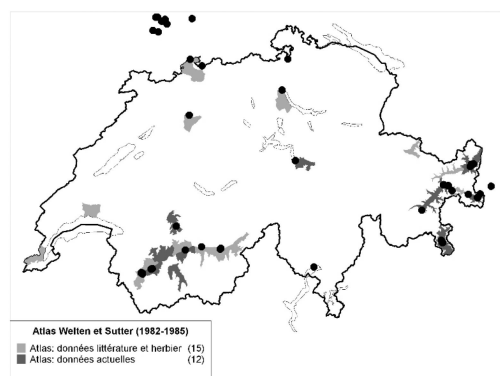 Atlas Welten et Sutter (1982-1985)
Atlas: données littérature et herbier (15)
Atlas: données actuelles (12)